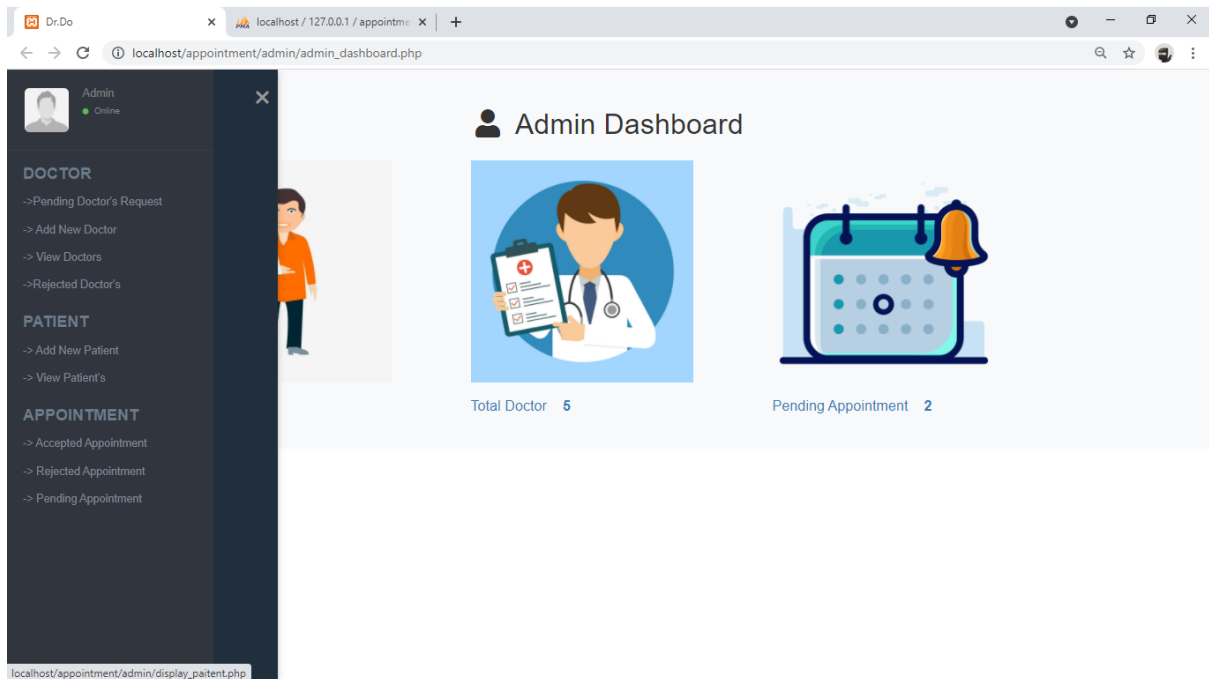 Dr.Do
localhost / 127.0.0.1 / appointme
localhost/appointment/admin/admin_dashboard.php
Admin
Online
DOCTOR
->Pending Doctor's Request
-> Add New Doctor
-> View Doctors
->Rejected Doctor's
PATIENT
-> Add New Patient
-> View Patient's
APPOINTMENT
-> Accepted Appointment
-> Rejected Appointment
-> Pending Appointment
Admin Dashboard
Total Doctor 5
Pending Appointment 2
localhost/appointment/admin/display_paitent.php